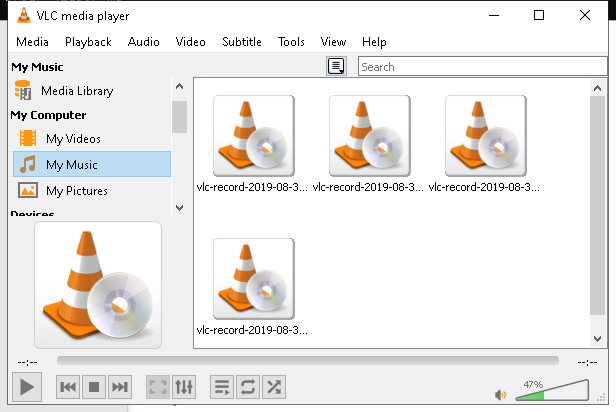 VLC media player
Media Playback Audio Video Subtitle Tools View Help
My Music
Search
Media Library
My Computer
My Videos
My Music
My Pictures
Devices
vlc-record-2019-08-3... vlc-record-2019-08-3... vlc-record-2019-08-3...
vlc-record-2019-08-3...
--:-- --:--
47%